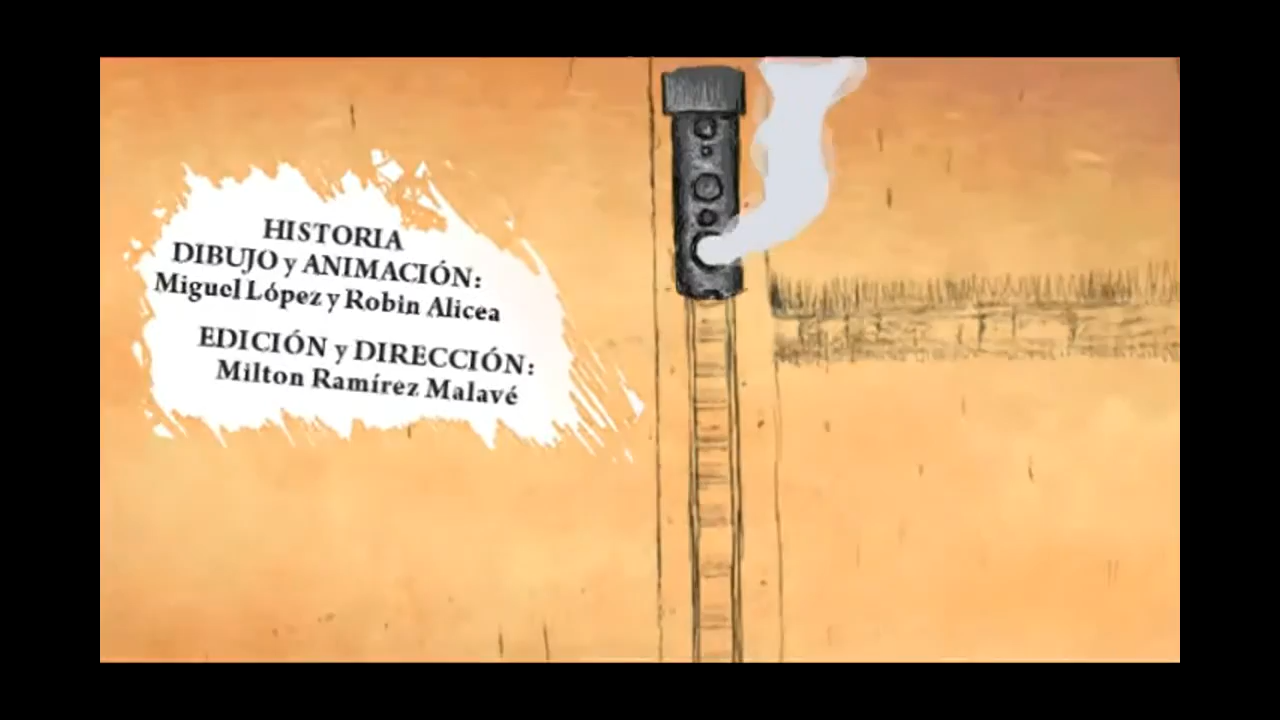 HISTORIA
DIBUJO y ANIMACIÓN:
Miguel López y Robin Alicea
EDICIÓN y DIRECCIÓN:
Milton Ramírez Malavé